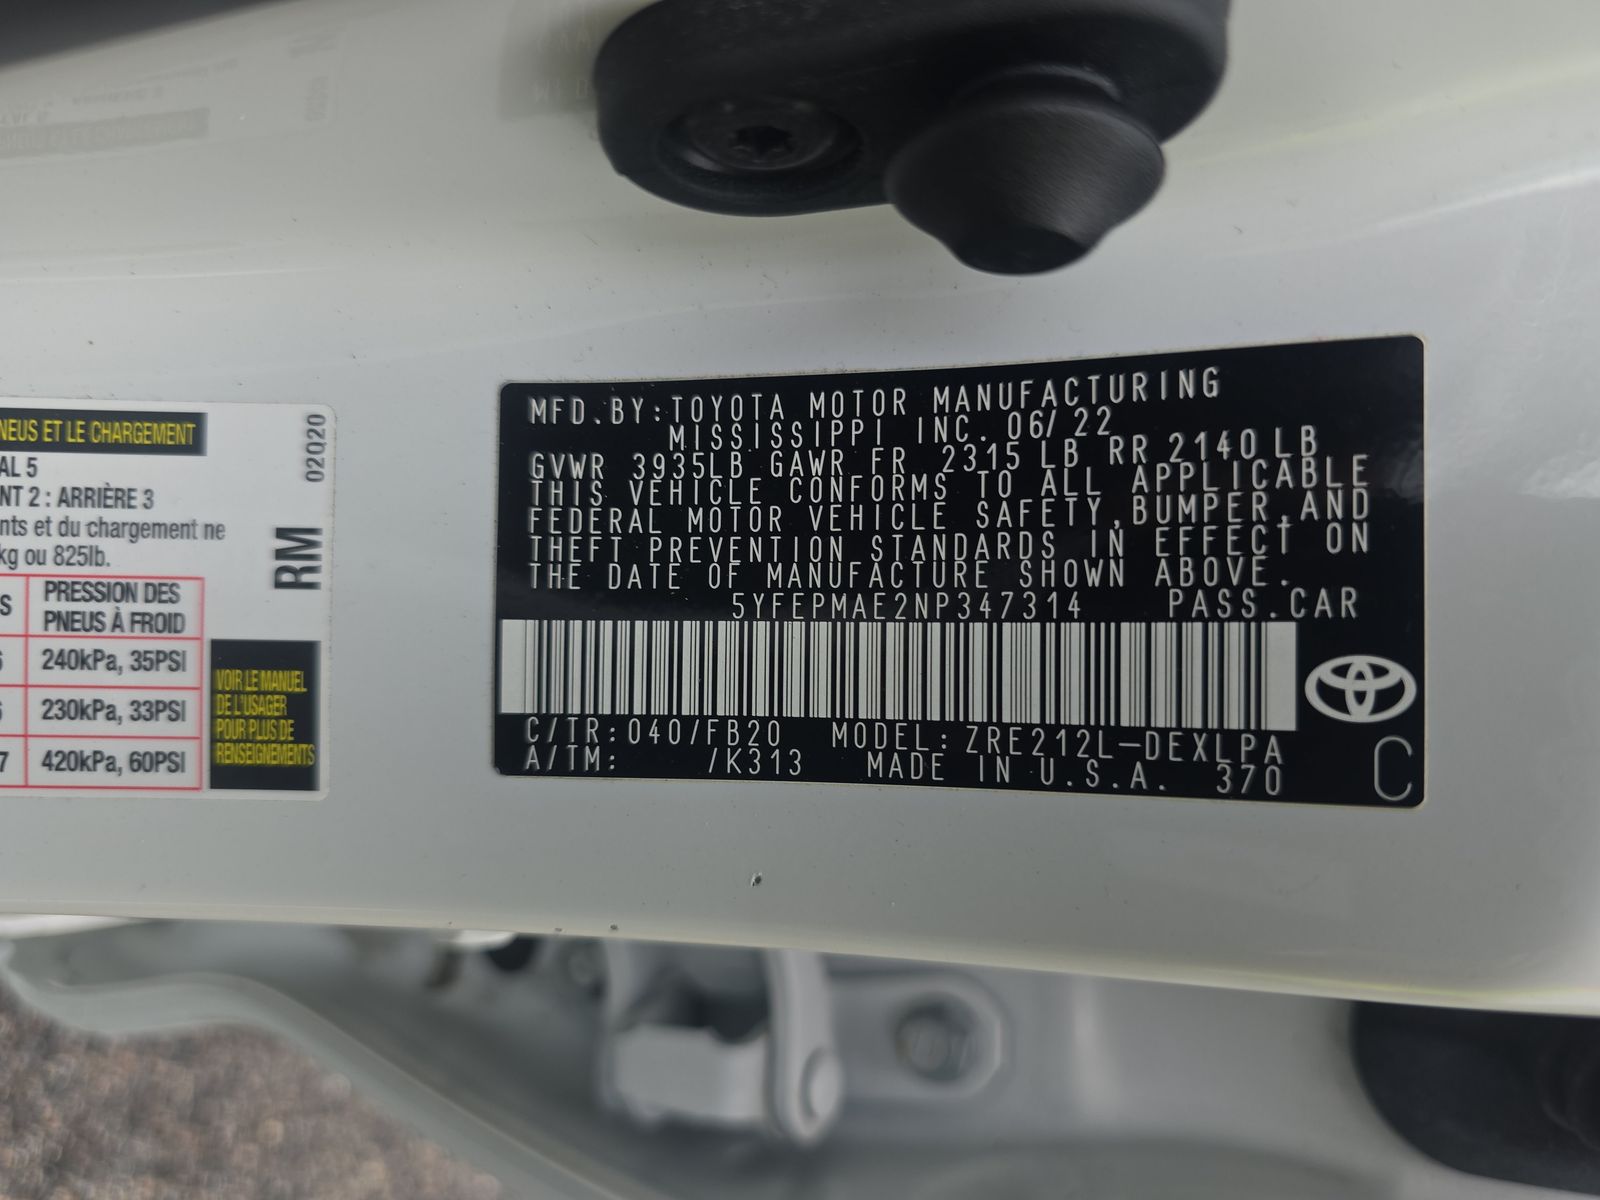 NEUS ET LE CHARGEMENT
02Q20
AL 5
NT 2 : ARRIÈRE 3
nts et du chargement ne
kg ou 825lb.
RM
S
PRESSION DES
PNEUS À FROID
240kPa, 35PSI
230kPa, 33PSI
7
420kPa, 60PSI
VOIR LE MANUEL
DE L'USAGER
POUR PLUS DE
RENSEIGNEMENTS
MFD.BY:TOYOTA MOTOR MANUFACTURING
MISSISSIPPI INC. 06/22
GVWR 3935LB GAWR FR 2315 LB RR 2140 LB
THIS VEHICLE CONFORMS TO ALL APPLICABLE
FEDERAL MOTOR VEHICLE SAFETY,BUMPER,AND
THEFT PREVENTION STANDARDS IN EFFECT ON
THE DATE OF MANUFACTURE SHOWN ABOVE.
5YFEPMAE2NP347314 PASS.CAR
C/TR:040/FB20 MODEL:ZRE212L-DEXLPA
A/TM: /K313 MADE IN U.S.A. 370
C